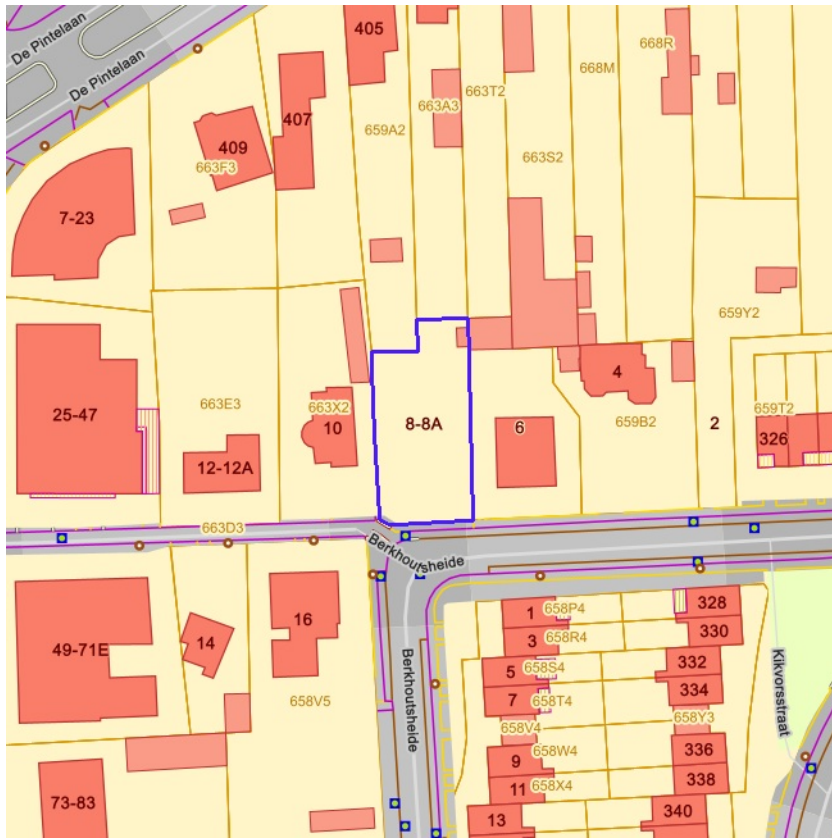 De Pintelaan
De Pintelaan
405
668R
668M
663A3
663T2
407
659A2
409
663F3
663S2
7-23
659Y2
4
663E3
663X2
659T2
25-47
10
8-8A
6
659B2
2
326
12-12A
663D3
Berkhoutsheide
1
658P4
328
16
3
658R4
330
14
49-71E
5
658S4
332
7
658T4
334
658V5
Berkhoutsheide
Kikvorsstraat
658V4
658Y3
9
658W4
336
11
658X4
338
73-83
13
340